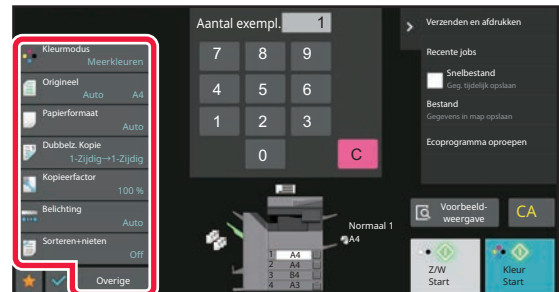 Kleurmodus
Meerkleuren
Origineel
Auto A4
Papierformaat
Auto
Dubbelz. Kopie
1-Zijdig→1-Zijdig
Kopieerfactor
100 %
Belichting
Auto
Sorteren+nieten
Off
Overige
Aantal exempl. 1
7 8 9
4 5 6
1 2 3
0 C
Normaal 1
A4
1 A4
2 A4
3 B4
4 A3
Verzenden en afdrukken
Recente jobs
Snelbestand
Geg. tijdelijk opslaan
Bestand
Gegevens in map opslaan
Ecoprogramma oproepen
Voorbeeld-
weergave
CA
Z/W
Start
Kleur
Start